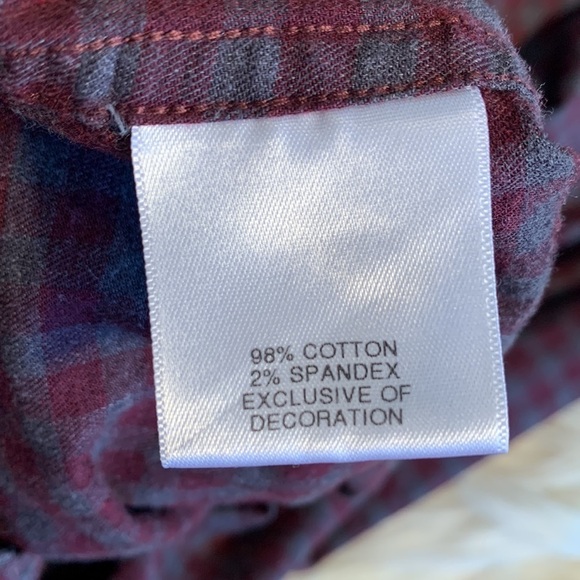 98% COTTON
2% SPANDEX
EXCLUSIVE OF
DECORATION